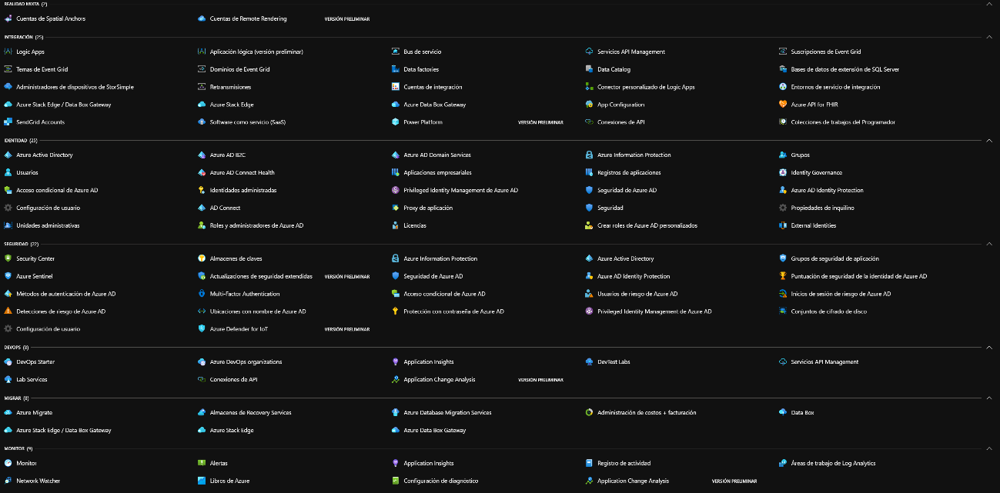 REALIDAD MIXTA (2)
Cuentas de Spatial Anchors Cuentas de Remote Rendering VERSIÓN PRELIMINAR
INTEGRACIÓN (25)
Logic Apps Aplicación lógica (versión preliminar) Bus de servicio Servicios API Management Suscripciones de Event Grid
Temas de Event Grid Dominios de Event Grid Data factories Data Catalog Bases de datos de extensión de SQL Server
Administradores de dispositivos de StorSimple Retransmisiones Cuentas de integración Conector personalizado de Logic Apps Entornos de servicio de integración
Azure Stack Edge / Data Box Gateway Azure Stack Edge Azure Data Box Gateway App Configuration Azure API for FHIR
SendGrid Accounts Software como servicio (SaaS) Power Platform VERSIÓN PRELIMINAR Conexiones de API Colecciones de trabajos del Programador
IDENTIDAD (25)
Azure Active Directory Azure AD B2C Azure AD Domain Services Azure Information Protection Grupos
Usuarios Azure AD Connect Health Aplicaciones empresariales Registros de aplicaciones Identity Governance
Acceso condicional de Azure AD Identidades administradas Privileged Identity Management de Azure AD Seguridad de Azure AD Azure AD Identity Protection
Configuración de usuario AD Connect Proxy de aplicación Seguridad Propiedades de inquilino
Unidades administrativas Roles y administradores de Azure AD Licencias Crear roles de Azure AD personalizados External Identities
SEGURIDAD (22)
Security Center Almacenes de claves Azure Information Protection Azure Active Directory Grupos de seguridad de aplicación
Azure Sentinel Actualizaciones de seguridad extendidas VERSIÓN PRELIMINAR Seguridad de Azure AD Azure AD Identity Protection Puntuación de seguridad de la identidad de Azure AD
Métodos de autenticación de Azure AD Multi-Factor Authentication Acceso condicional de Azure AD Usuarios de riesgo de Azure AD Inicios de sesión de riesgo de Azure AD
Detecciones de riesgo de Azure AD Ubicaciones con nombre de Azure AD Protección con contraseña de Azure AD Privileged Identity Management de Azure AD Conjuntos de cifrado de disco
Configuración de usuario Azure Defender for IoT VERSIÓN PRELIMINAR
DEVOPS (8)
DevOps Starter Azure DevOps organizations Application Insights DevTest Labs Servicios API Management
Lab Services Conexiones de API Application Change Analysis VERSIÓN PRELIMINAR
MIGRAR (8)
Azure Migrate Almacenes de Recovery Services Azure Database Migration Services Administración de costos + facturación Data Box
Azure Stack Edge / Data Box Gateway Azure Stack Edge Azure Data Box Gateway
MONITOR (9)
Monitor Alertas Application Insights Registro de actividad Áreas de trabajo de Log Analytics
Network Watcher Libros de Azure Configuración de diagnóstico Application Change Analysis VERSIÓN PRELIMINAR